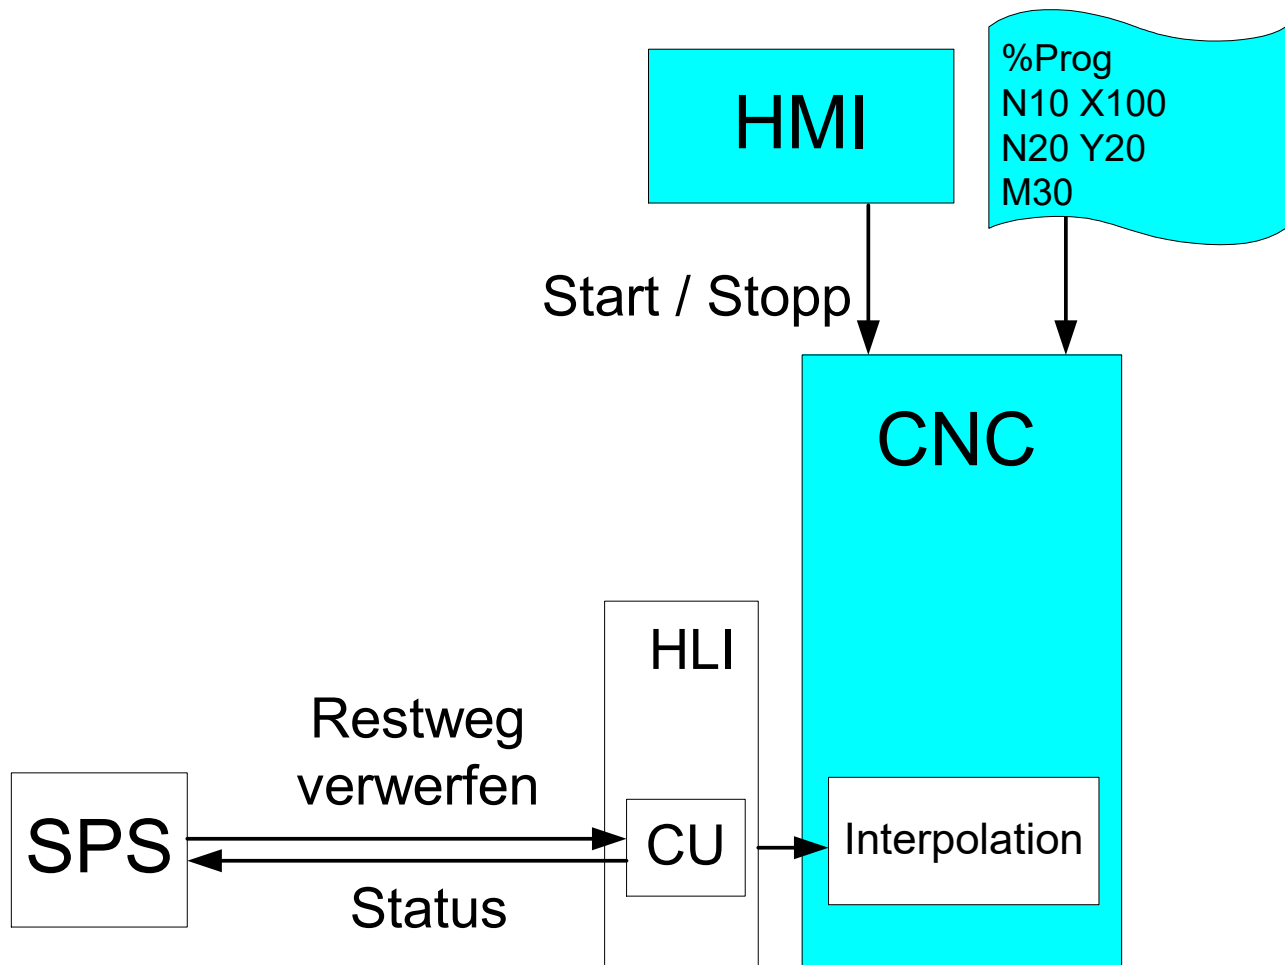 HMI
%Prog
N10 X100
N20 Y20
M30
Start / Stopp
CNC
HLI
Restweg
verwerfen
SPS
CU
Interpolation
Status